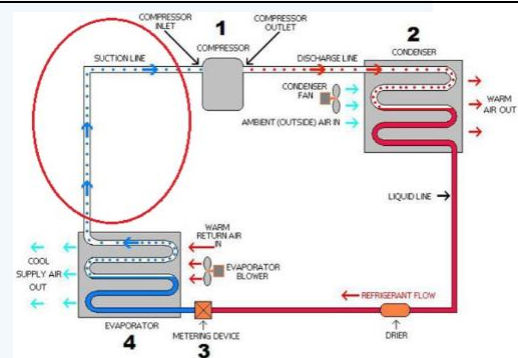 COMPRESSOR
INLET
1
COMPRESSOR
COMPRESSOR
OUTLET
2
CONDENSER
SUCTION LINE
DISCHARGE LINE
CONDENSER
FAN
WARM
AIR OUT
AMBIENT (OUTSIDE) AIR IN
LIQUID LINE
WARM
RETURN AIR
IN
COOL
SUPPLY AIR
OUT
EVAPORATOR
BLOWER
REFRIGERANT FLOW
EVAPORATOR
4
METERING DEVICE
3
DRIER